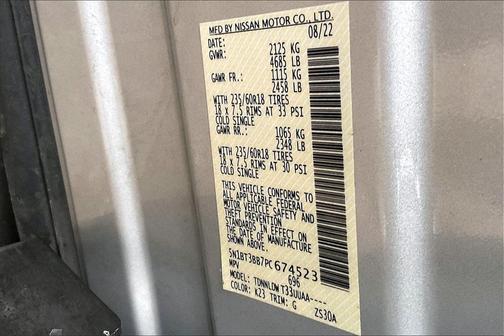 MFD BY NISSAN MOTOR CO., LTD.
DATE: 08/22
GVWR: 2125 KG
4685 LB
GAWR FR.: 1115 KG
2458 LB
WITH 235/60R18 TIRES
18 x 7.5 RIMS AT 33 PSI
COLD SINGLE
GAWR RR.: 1065 KG
2348 LB
WITH 235/60R18 TIRES
18 x 7.5 RIMS AT 30 PSI
COLD SINGLE
THIS VEHICLE CONFORMS TO
ALL APPLICABLE FEDERAL
MOTOR VEHICLE SAFETY AND
THEFT PREVENTION
STANDARDS IN EFFECT ON
THE DATE OF MANUFACTURE
SHOWN ABOVE.
5N1BT3BB7PC674523
MPV 696
MODEL: TDNNLDW T33UUAA----
COLOR: K23 TRIM: G ZS30A